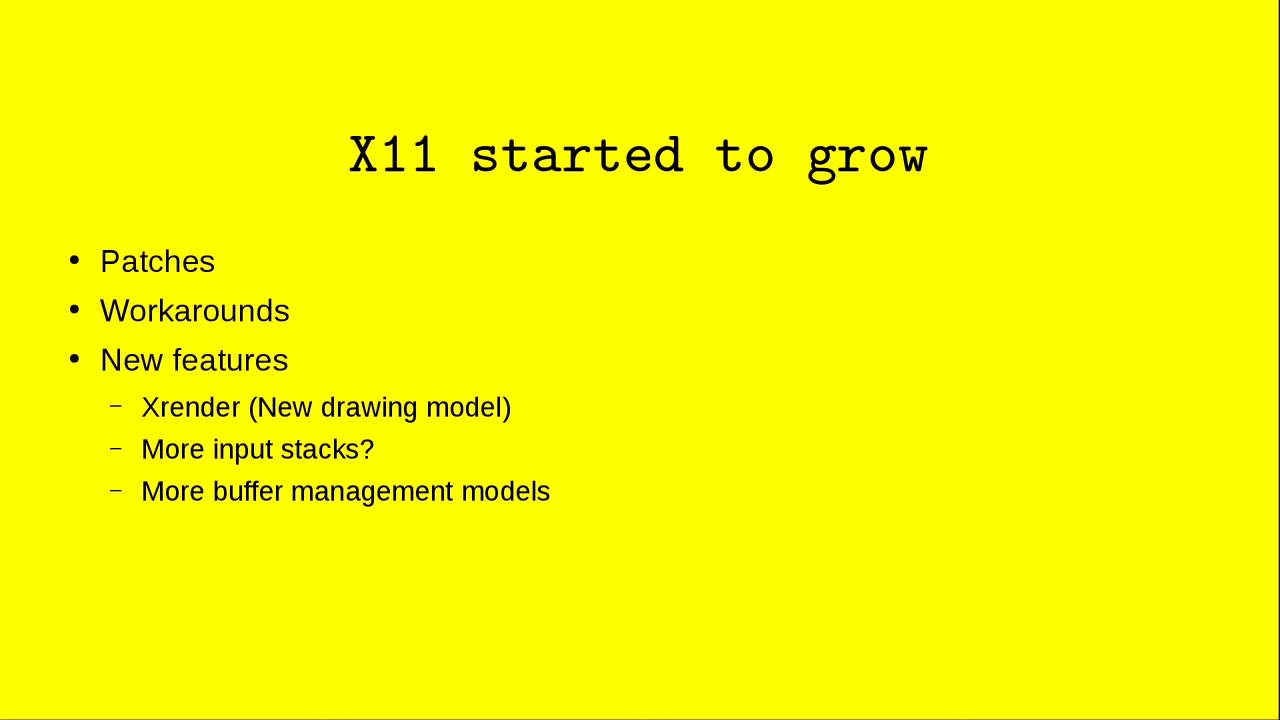 X11 started to grow
• Patches
• Workarounds
• New features
– Xrender (New drawing model)
– More input stacks?
– More buffer management models